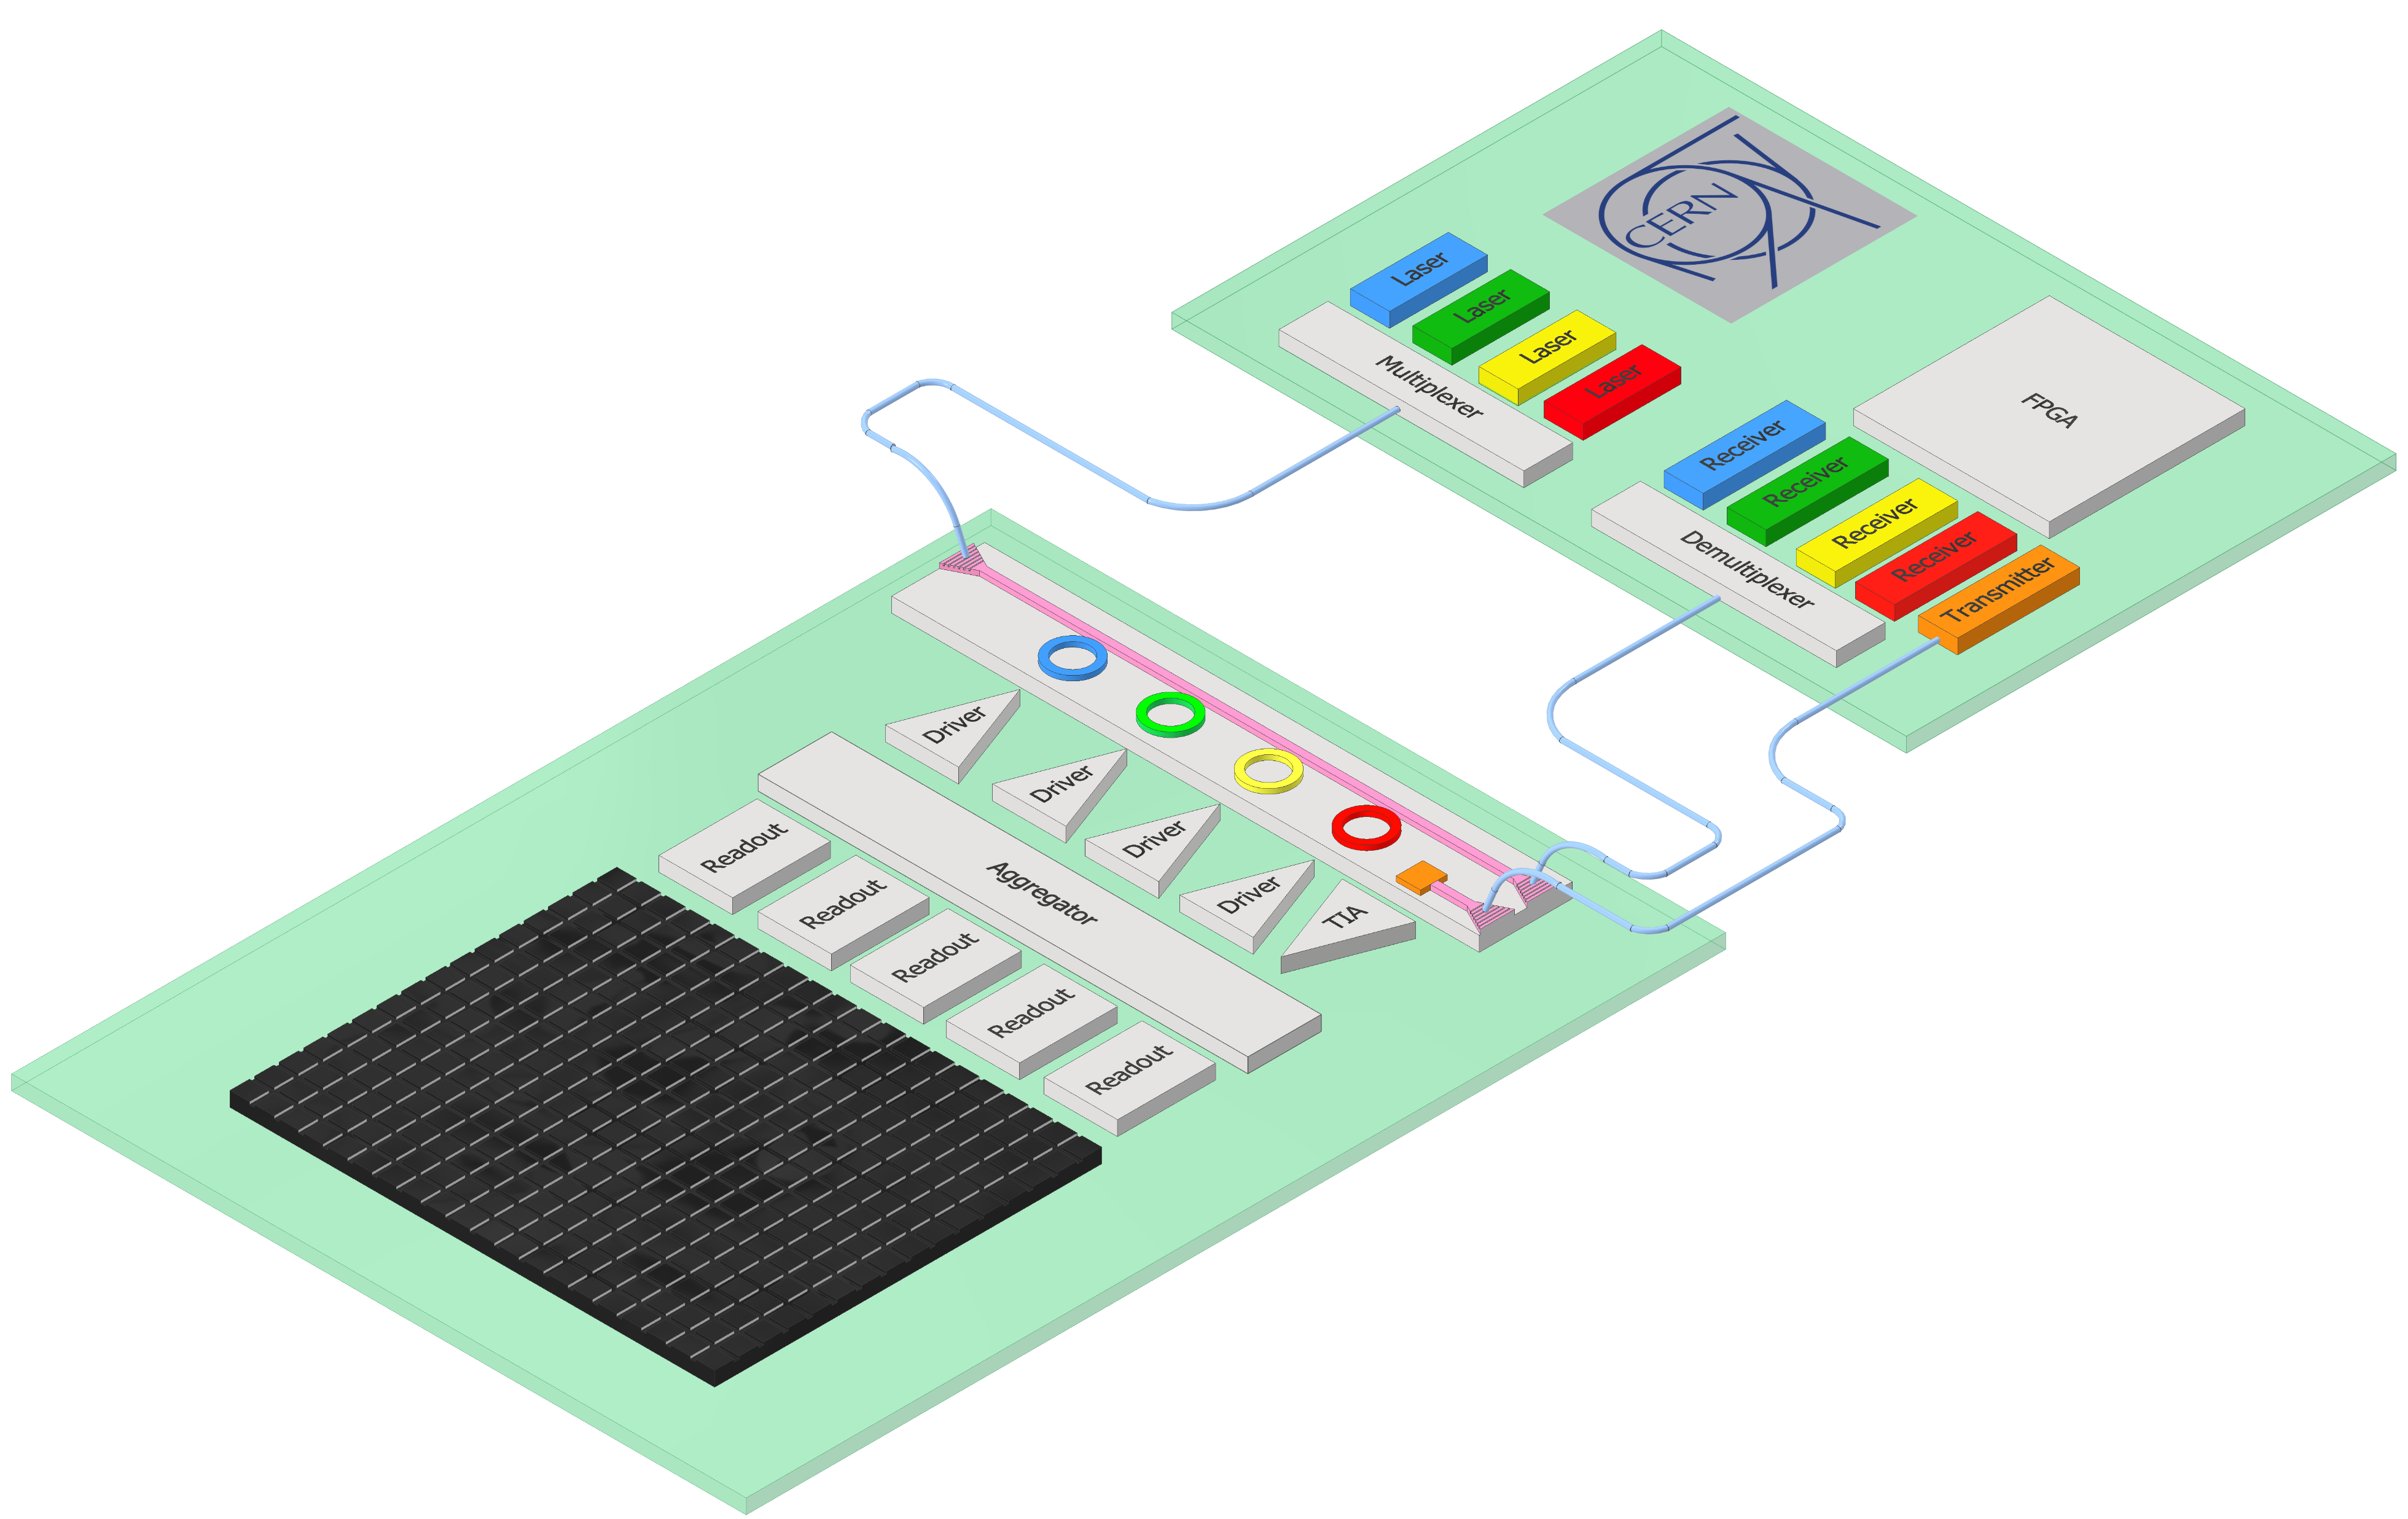 CERN
Laser
Laser
Laser
Laser
Multiplexer
FPGA
Receiver
Receiver
Receiver
Receiver
Transmitter
Demultiplexer
Driver
Driver
Driver
Driver
TIA
Aggregator
Readout
Readout
Readout
Readout
Readout